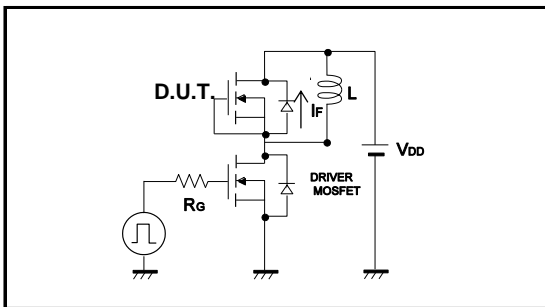 D.U.T.
IF
L
VDD
DRIVER
MOSFET
RG